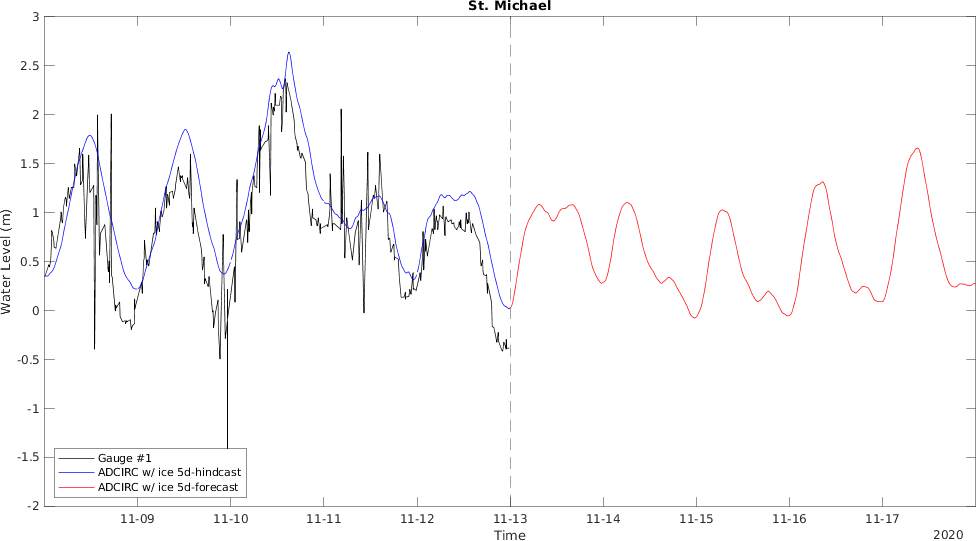 St. Michael
3
2.5
2
1.5
1
0.5
0
-0.5
-1
-1.5
-2
Water Level (m)
Gauge #1
ADCIRC w/ ice 5d-hindcast
ADCIRC w/ ice 5d-forecast
11-09 11-10 11-11 11-12 11-13 11-14 11-15 11-16 11-17
Time
2020